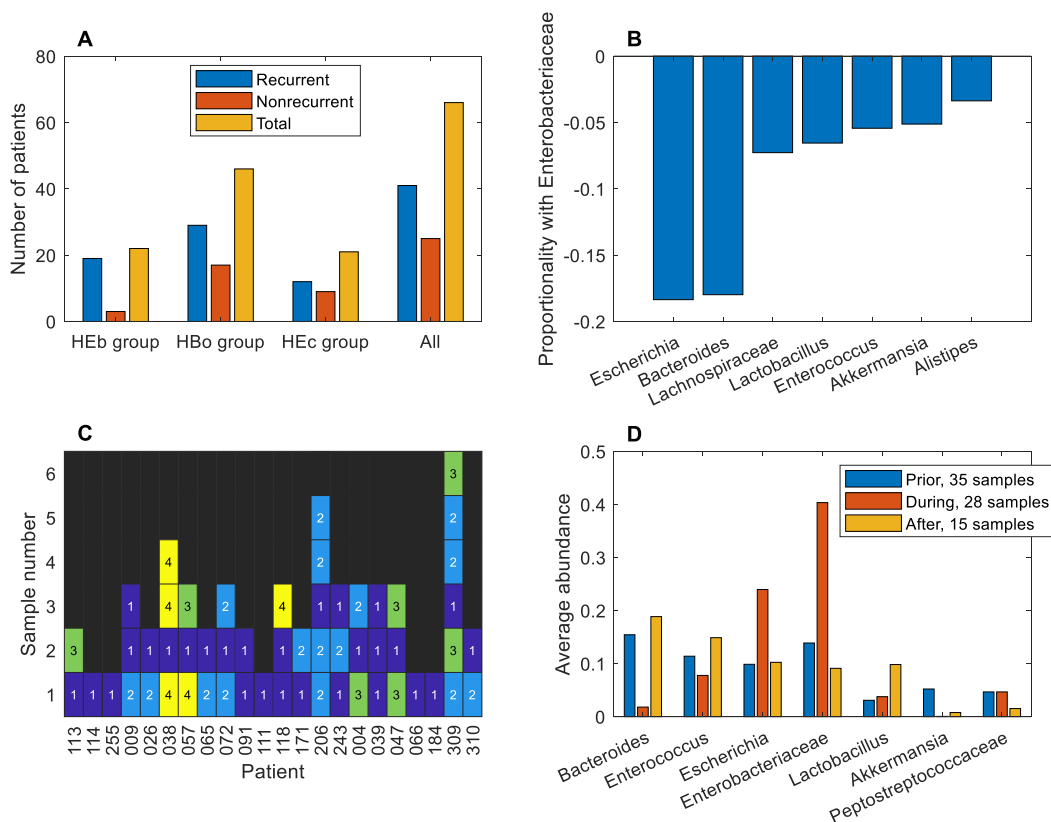 A
Number of patients
80
60
40
20
0
Recurrent
Nonrecurrent
Total
HEb group HBo group HEc group All
B
Proportionality with Enterobacteriaceae
0
-0.05
-0.1
-0.15
-0.2
Escherichia
Bacteroides
Lachnospiraceae
Lactobacillus
Enterococcus
Akkermansia
Alistipes
C
Sample number
6 3
5 2 2
4 4 2 2
3 1 4 3 2 4 1 1 2 1 3 1
2 3 1 1 1 1 1 1 1 1 2 2 2 1 1 1 3 1
1 1 1 1 2 2 4 4 2 2 1 1 1 1 2 1 3 1 3 1 1 2 2
113 114 255 009 026 038 057 065 072 091 111 118 171 206 243 004 039 047 066 184 309 310
Patient
D
Average abundance
0.5
0.4
0.3
0.2
0.1
0
Prior, 35 samples
During, 28 samples
After, 15 samples
Bacteroides
Enterococcus
Escherichia
Enterobacteriaceae
Lactobacillus
Akkermansia
Peptostreptococcaceae